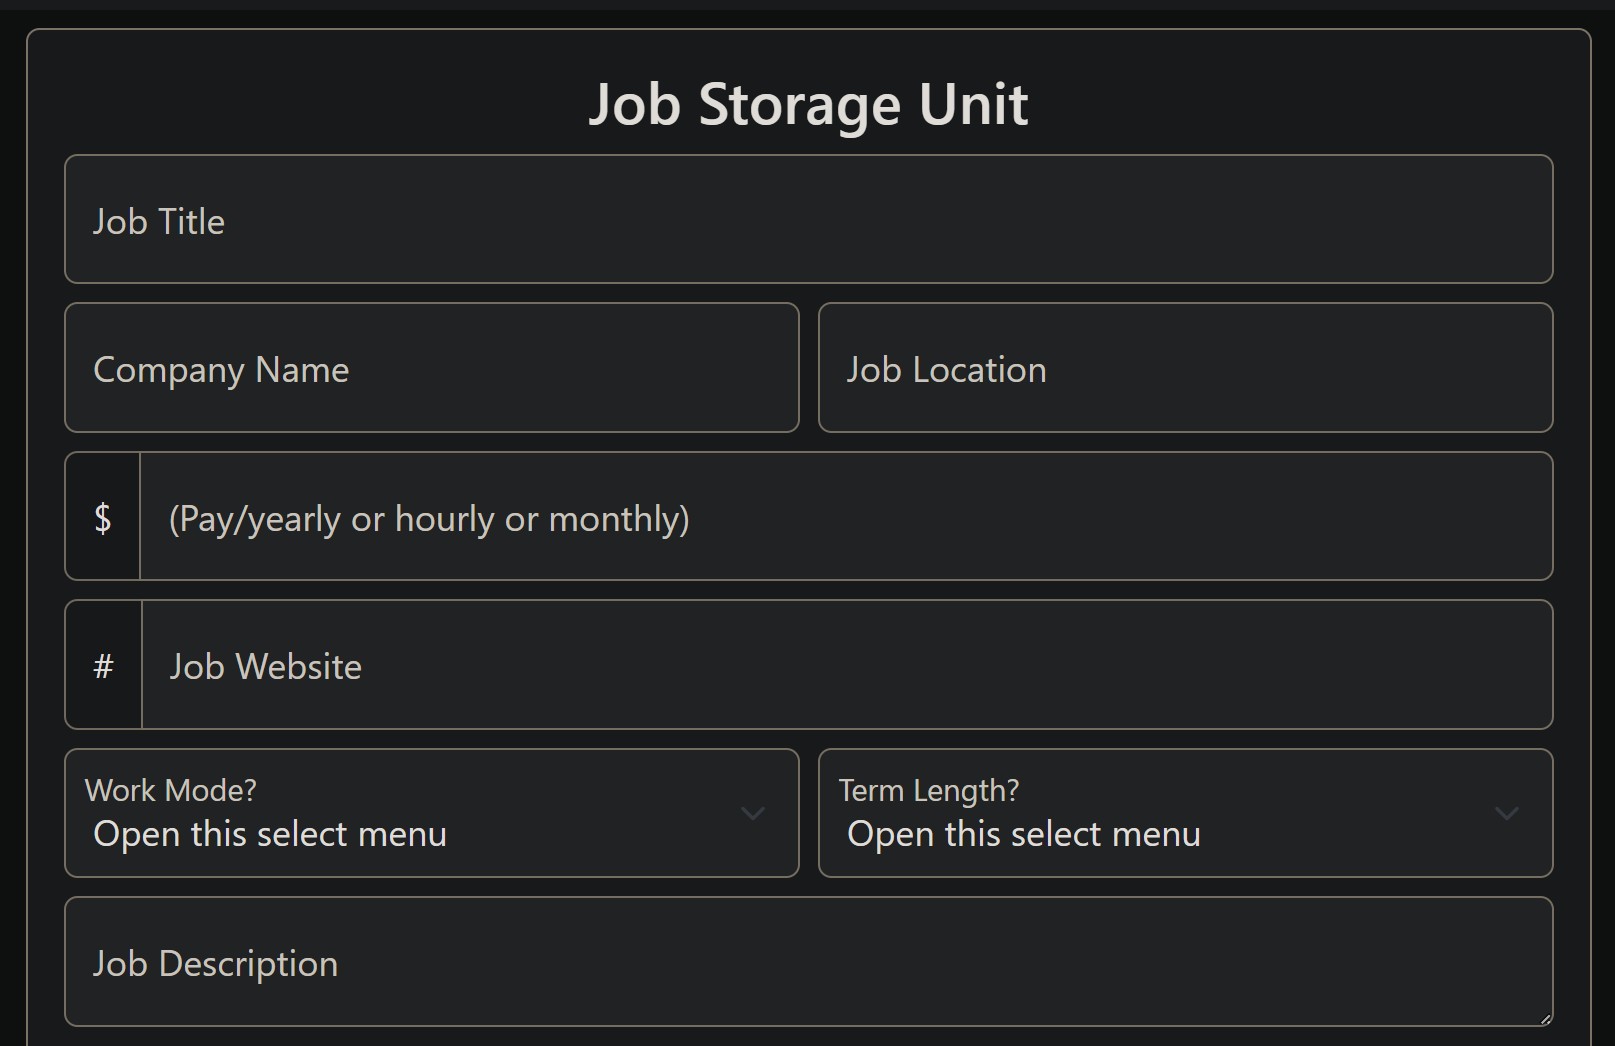 Job Storage Unit
Job Title
Company Name
Job Location
$
(Pay/yearly or hourly or monthly)
#
Job Website
Work Mode?
Open this select menu
Term Length?
Open this select menu
Job Description